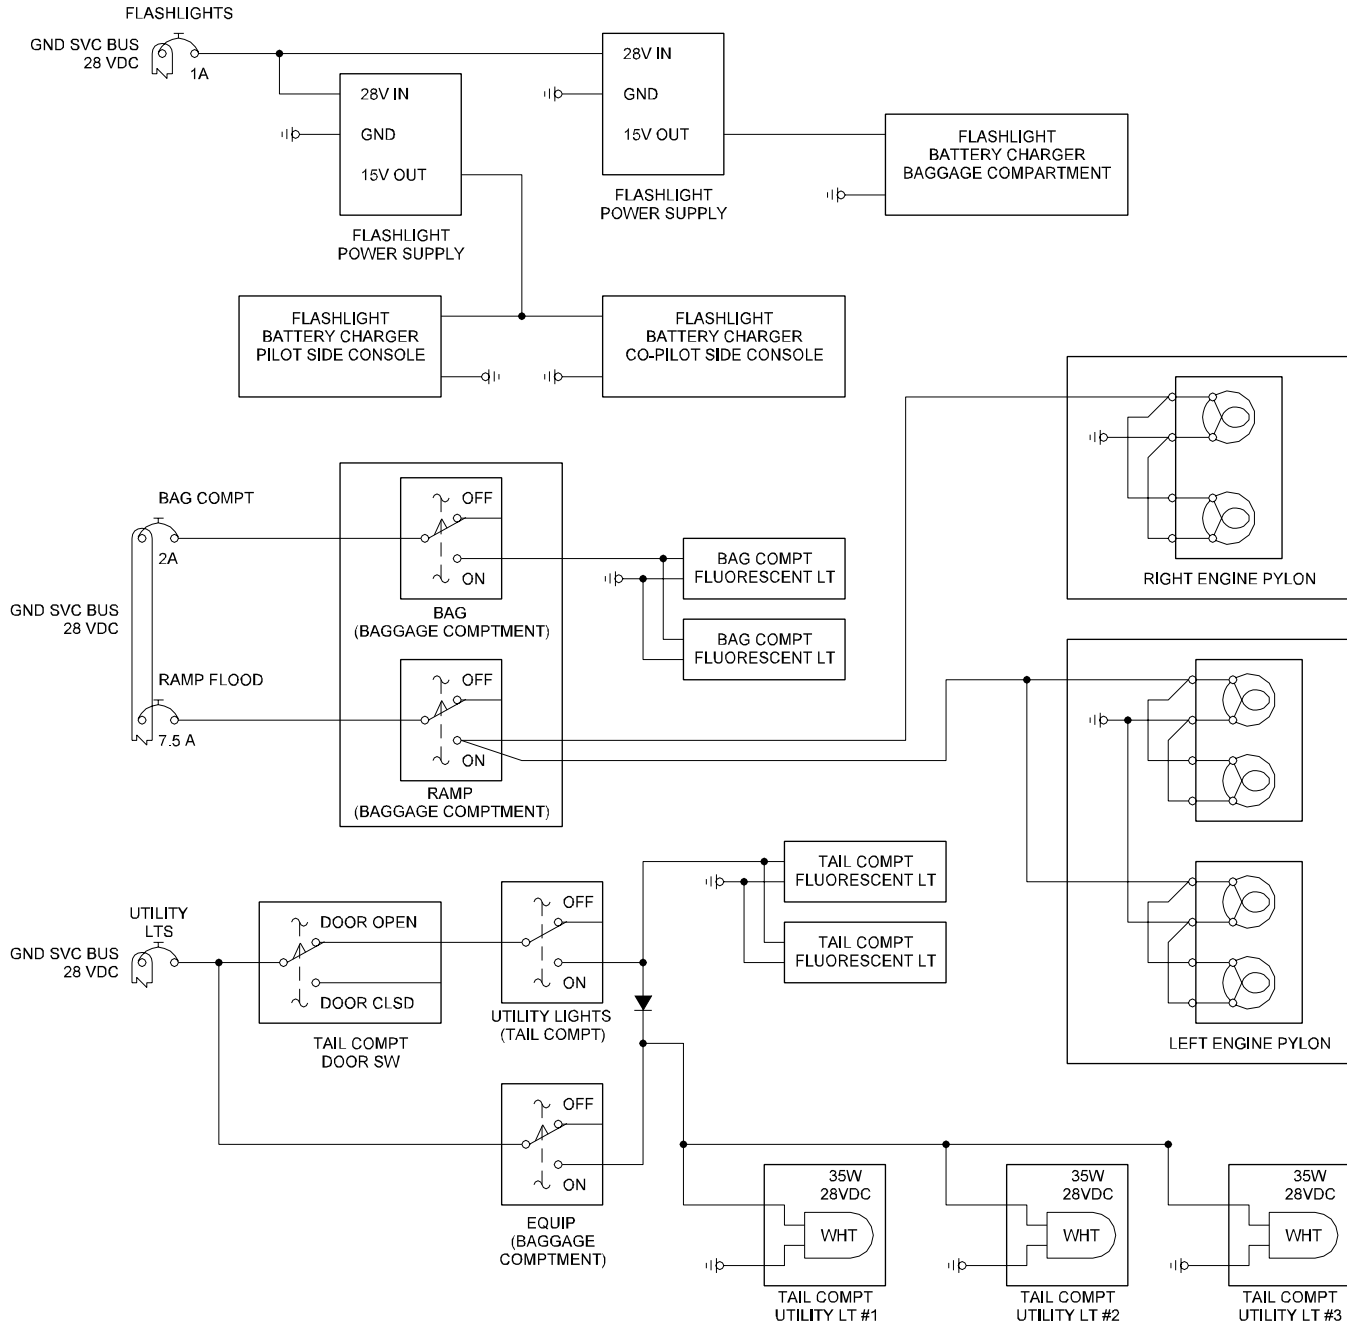 FLASHLIGHTS
GND SVC BUS
28 VDC
1A
28V IN
GND
15V OUT
FLASHLIGHT
POWER SUPPLY
28V IN
GND
15V OUT
FLASHLIGHT
POWER SUPPLY
FLASHLIGHT
BATTERY CHARGER
BAGGAGE COMPARTMENT
FLASHLIGHT
BATTERY CHARGER
PILOT SIDE CONSOLE
FLASHLIGHT
BATTERY CHARGER
CO-PILOT SIDE CONSOLE
RIGHT ENGINE PYLON
BAG COMPT
2A
GND SVC BUS
28 VDC
RAMP FLOOD
7.5 A
OFF
ON
BAG
(BAGGAGE COMPTMENT)
OFF
ON
RAMP
(BAGGAGE COMPTMENT)
BAG COMPT
FLUORESCENT LT
BAG COMPT
FLUORESCENT LT
LEFT ENGINE PYLON
UTILITY
LTS
GND SVC BUS
28 VDC
DOOR OPEN
DOOR CLSD
TAIL COMPT
DOOR SW
OFF
ON
UTILITY LIGHTS
(TAIL COMPT)
TAIL COMPT
FLUORESCENT LT
TAIL COMPT
FLUORESCENT LT
OFF
ON
EQUIP
(BAGGAGE
COMPTMENT)
35W
28VDC
WHT
TAIL COMPT
UTILITY LT #1
35W
28VDC
WHT
TAIL COMPT
UTILITY LT #2
35W
28VDC
WHT
TAIL COMPT
UTILITY LT #3